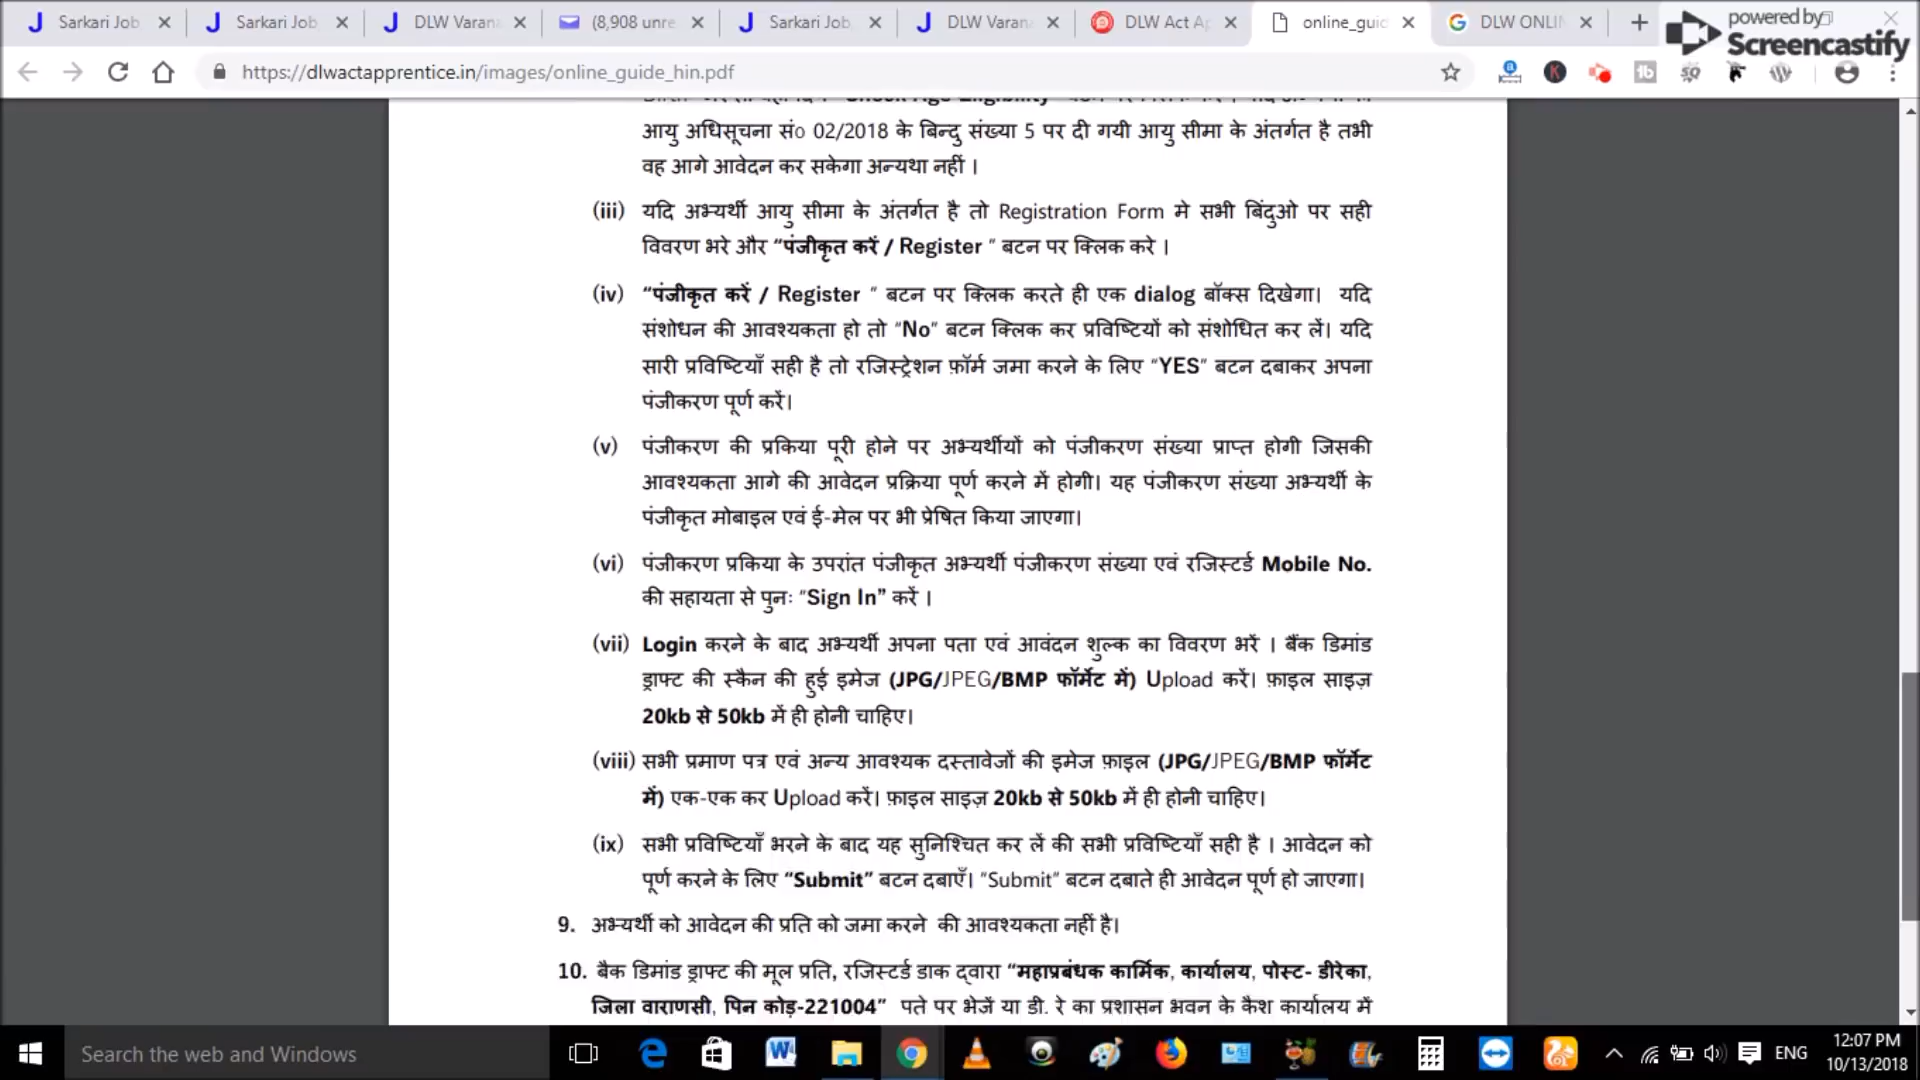 Sarkari Job
Sarkari Job
DLW Varan
(8,908 unre
Sarkari Job
DLW Varan
DLW Act Ap
online_guid
DLW ONLIN
powered by
Screencastify
https://dlwactapprentice.in/images/online_guide_hin.pdf
आयु अधिसूचना संo 02/2018 के बिन्दु संख्या 5 पर दी गयी आयु सीमा के अंतर्गत है तभी
वह आगे आवेदन कर सकेगा अन्यथा नहीं ।
(iii) यदि अभ्यर्थी आयु सीमा के अंतर्गत है तो Registration Form मे सभी बिंदुओ पर सही
विवरण भरे और “पंजीकृत करें / Register ” बटन पर क्लिक करे ।
(iv) “पंजीकृत करें / Register ” बटन पर क्लिक करते ही एक dialog बॉक्स दिखेगा। यदि
संशोधन की आवश्यकता हो तो “No” बटन क्लिक कर प्रविष्टियों को संशोधित कर लें। यदि
सारी प्रविष्टियाँ सही है तो रजिस्ट्रेशन फ़ॉर्म जमा करने के लिए “YES” बटन दबाकर अपना
पंजीकरण पूर्ण करें।
(v) पंजीकरण की प्रकिया पूरी होने पर अभ्यर्थीयों को पंजीकरण संख्या प्राप्त होगी जिसकी
आवश्यकता आगे की आवेदन प्रक्रिया पूर्ण करने में होगी। यह पंजीकरण संख्या अभ्यर्थी के
पंजीकृत मोबाइल एवं ई-मेल पर भी प्रेषित किया जाएगा।
(vi) पंजीकरण प्रकिया के उपरांत पंजीकृत अभ्यर्थी पंजीकरण संख्या एवं रजिस्टर्ड Mobile No.
की सहायता से पुनः “Sign In” करें ।
(vii) Login करने के बाद अभ्यर्थी अपना पता एवं आवंदन शुल्क का विवरण भरें । बैंक डिमांड
ड्राफ्ट की स्कैन की हुई इमेज (JPG/JPEG/BMP फॉर्मेट में) Upload करें। फ़ाइल साइज़
20kb से 50kb में ही होनी चाहिए।
(viii) सभी प्रमाण पत्र एवं अन्य आवश्यक दस्तावेजों की इमेज फ़ाइल (JPG/JPEG/BMP फॉर्मेट
में) एक-एक कर Upload करें। फ़ाइल साइज़ 20kb से 50kb में ही होनी चाहिए।
(ix) सभी प्रविष्टियाँ भरने के बाद यह सुनिश्चित कर लें की सभी प्रविष्टियाँ सही है । आवेदन को
पूर्ण करने के लिए “Submit” बटन दबाएँ। “Submit” बटन दबाते ही आवेदन पूर्ण हो जाएगा।
9. अभ्यर्थी को आवेदन की प्रति को जमा करने की आवश्यकता नहीं है।
10. बैक डिमांड ड्राफ्ट की मूल प्रति, रजिस्टर्ड डाक द्वारा “महाप्रबंधक कार्मिक, कार्यालय, पोस्ट- डीरेका,
जिला वाराणसी, पिन कोड़-221004” पते पर भेजें या डी. रे का प्रशासन भवन के कैश कार्यालय में
Search the web and Windows
ENG
12:07 PM
10/13/2018